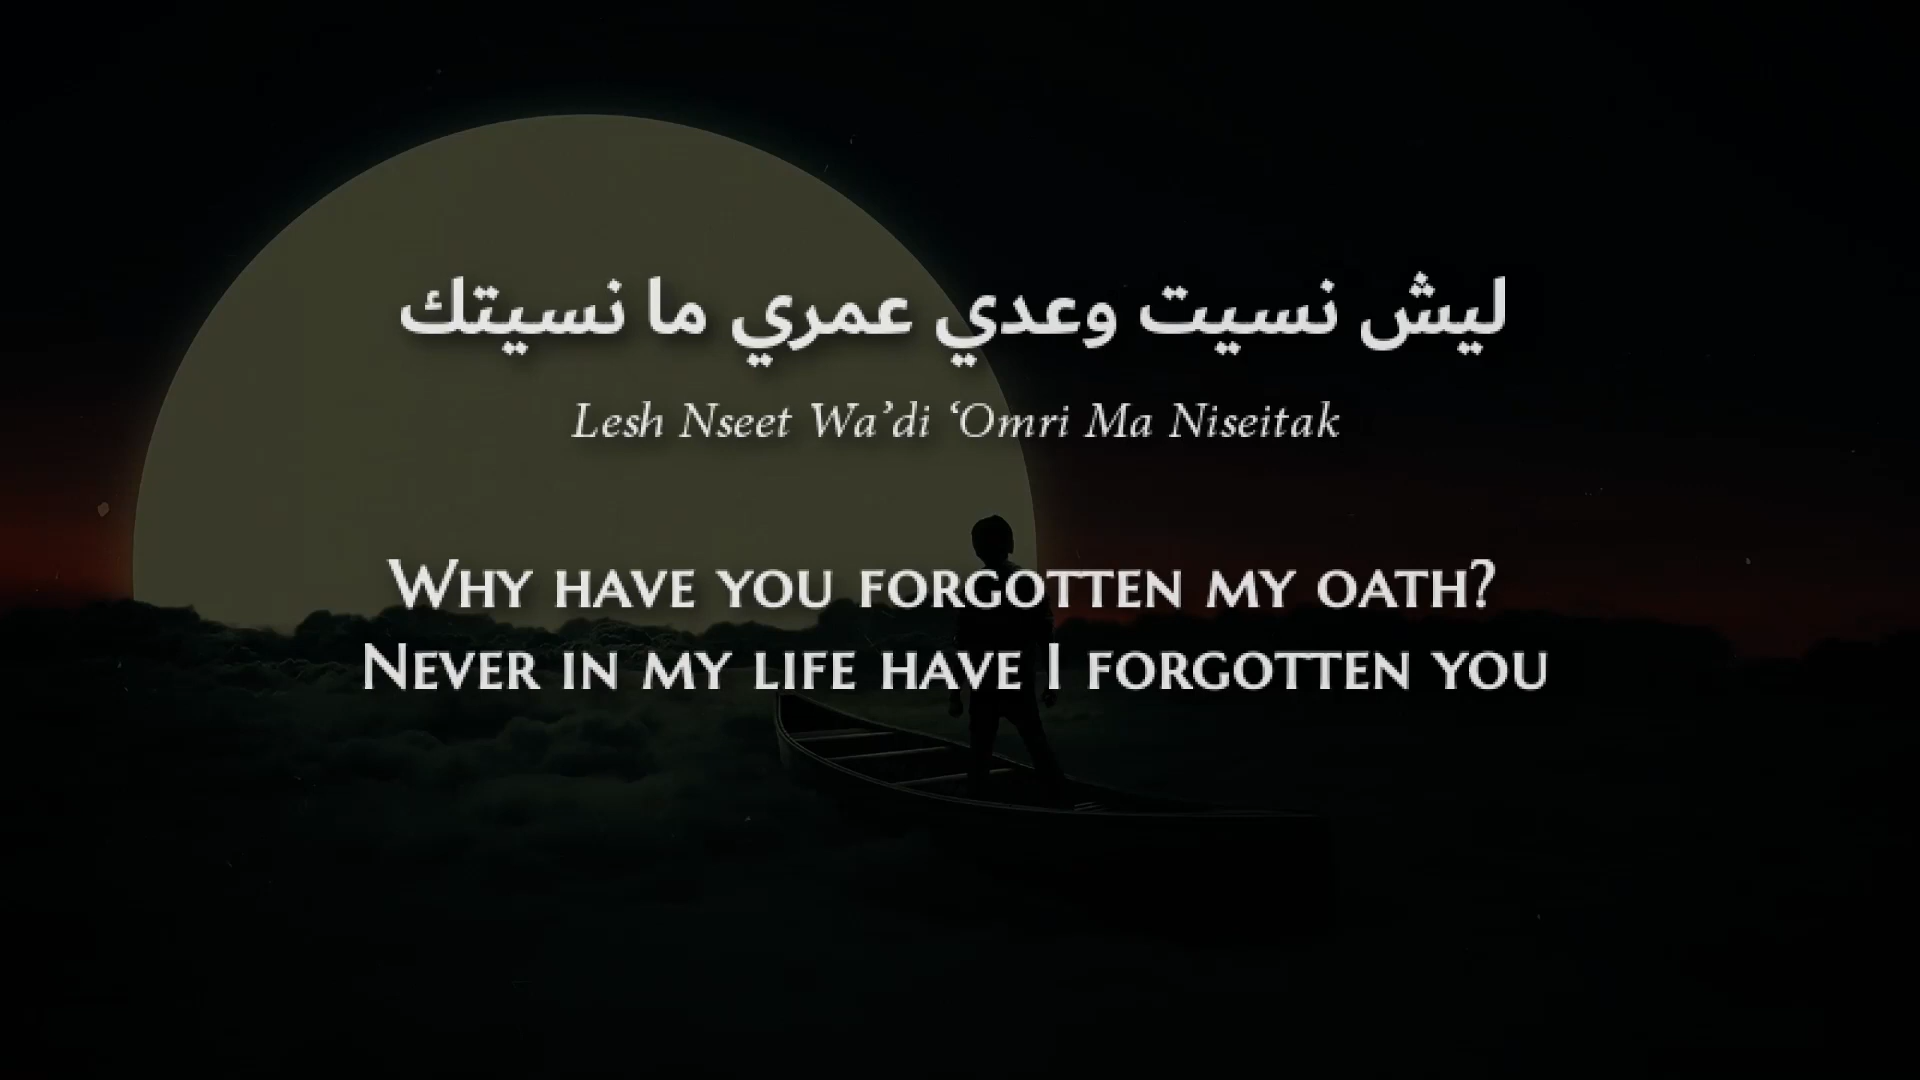 ليش نسيت وعدي عمري ما نسيتك
Lesh Nseet Wa’di ‘Omri Ma Niseitak
Why have you forgotten my oath?
Never in my life have I forgotten you